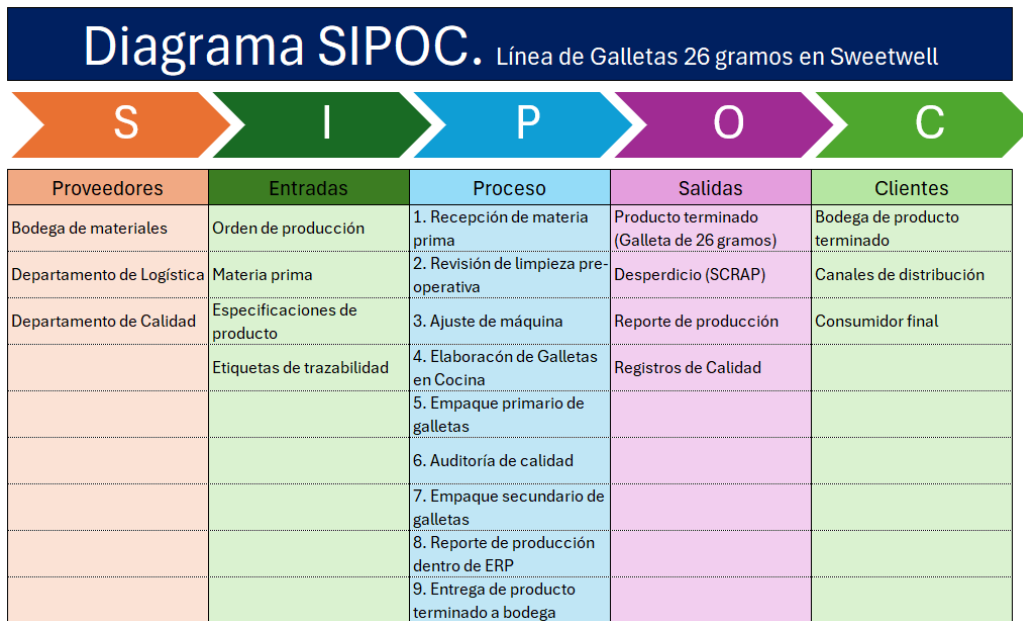 Diagrama SIPOC. Línea de Galletas 26 gramos en Sweetwell
S I P O C
Proveedores Entradas Proceso Salidas Clientes
Bodega de materiales
Orden de producción
1. Recepción de materia
prima
Producto terminado
(Galleta de 26 gramos)
Bodega de producto
terminado
Departamento de Logística
Materia prima
2. Revisión de limpieza pre-
operativa
Desperdicio (SCRAP)
Canales de distribución
Departamento de Calidad
Especificaciones de
producto
3. Ajuste de máquina
Reporte de producción
Consumidor final
Etiquetas de trazabilidad
4. Elaboracón de Galletas
en Cocina
Registros de Calidad
5. Empaque primario de
galletas
6. Auditoría de calidad
7. Empaque secundario de
galletas
8. Reporte de producción
dentro de ERP
9. Entrega de producto
terminado a bodega